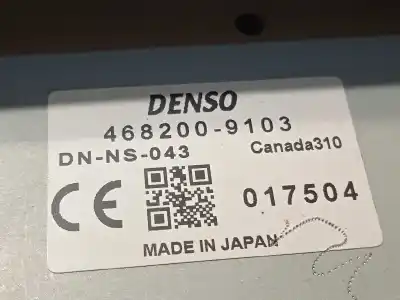 DENSO
468200-9103
DN-NS-043 Canada310
CE 017504
MADE IN JAPAN